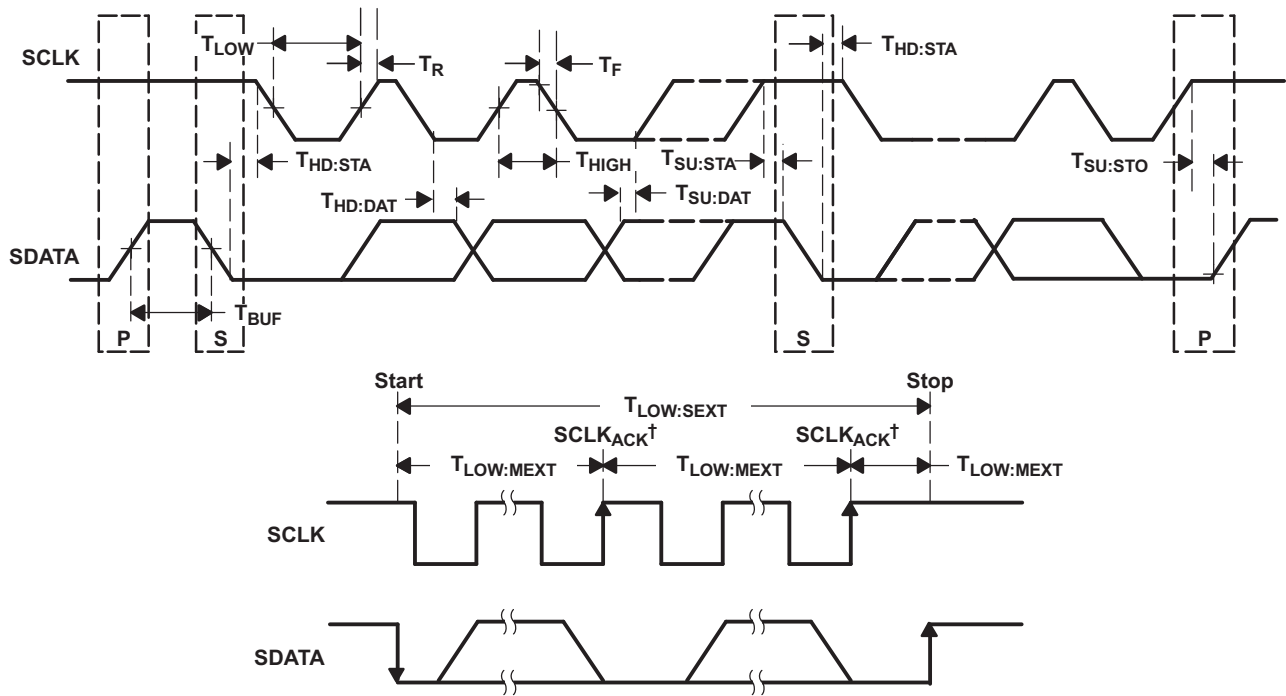 SCLK
T_LOW
T_R
T_F
T_HD:STA
T_HD:STA
T_HIGH
T_SU:STA
T_SU:STO
T_HD:DAT
T_SU:DAT
SDATA
T_BUF
P
S
S
P
Start
Stop
T_LOW:SEXT
SCLK_ACK†
SCLK_ACK†
T_LOW:MEXT
T_LOW:MEXT
T_LOW:MEXT
SCLK
SDATA